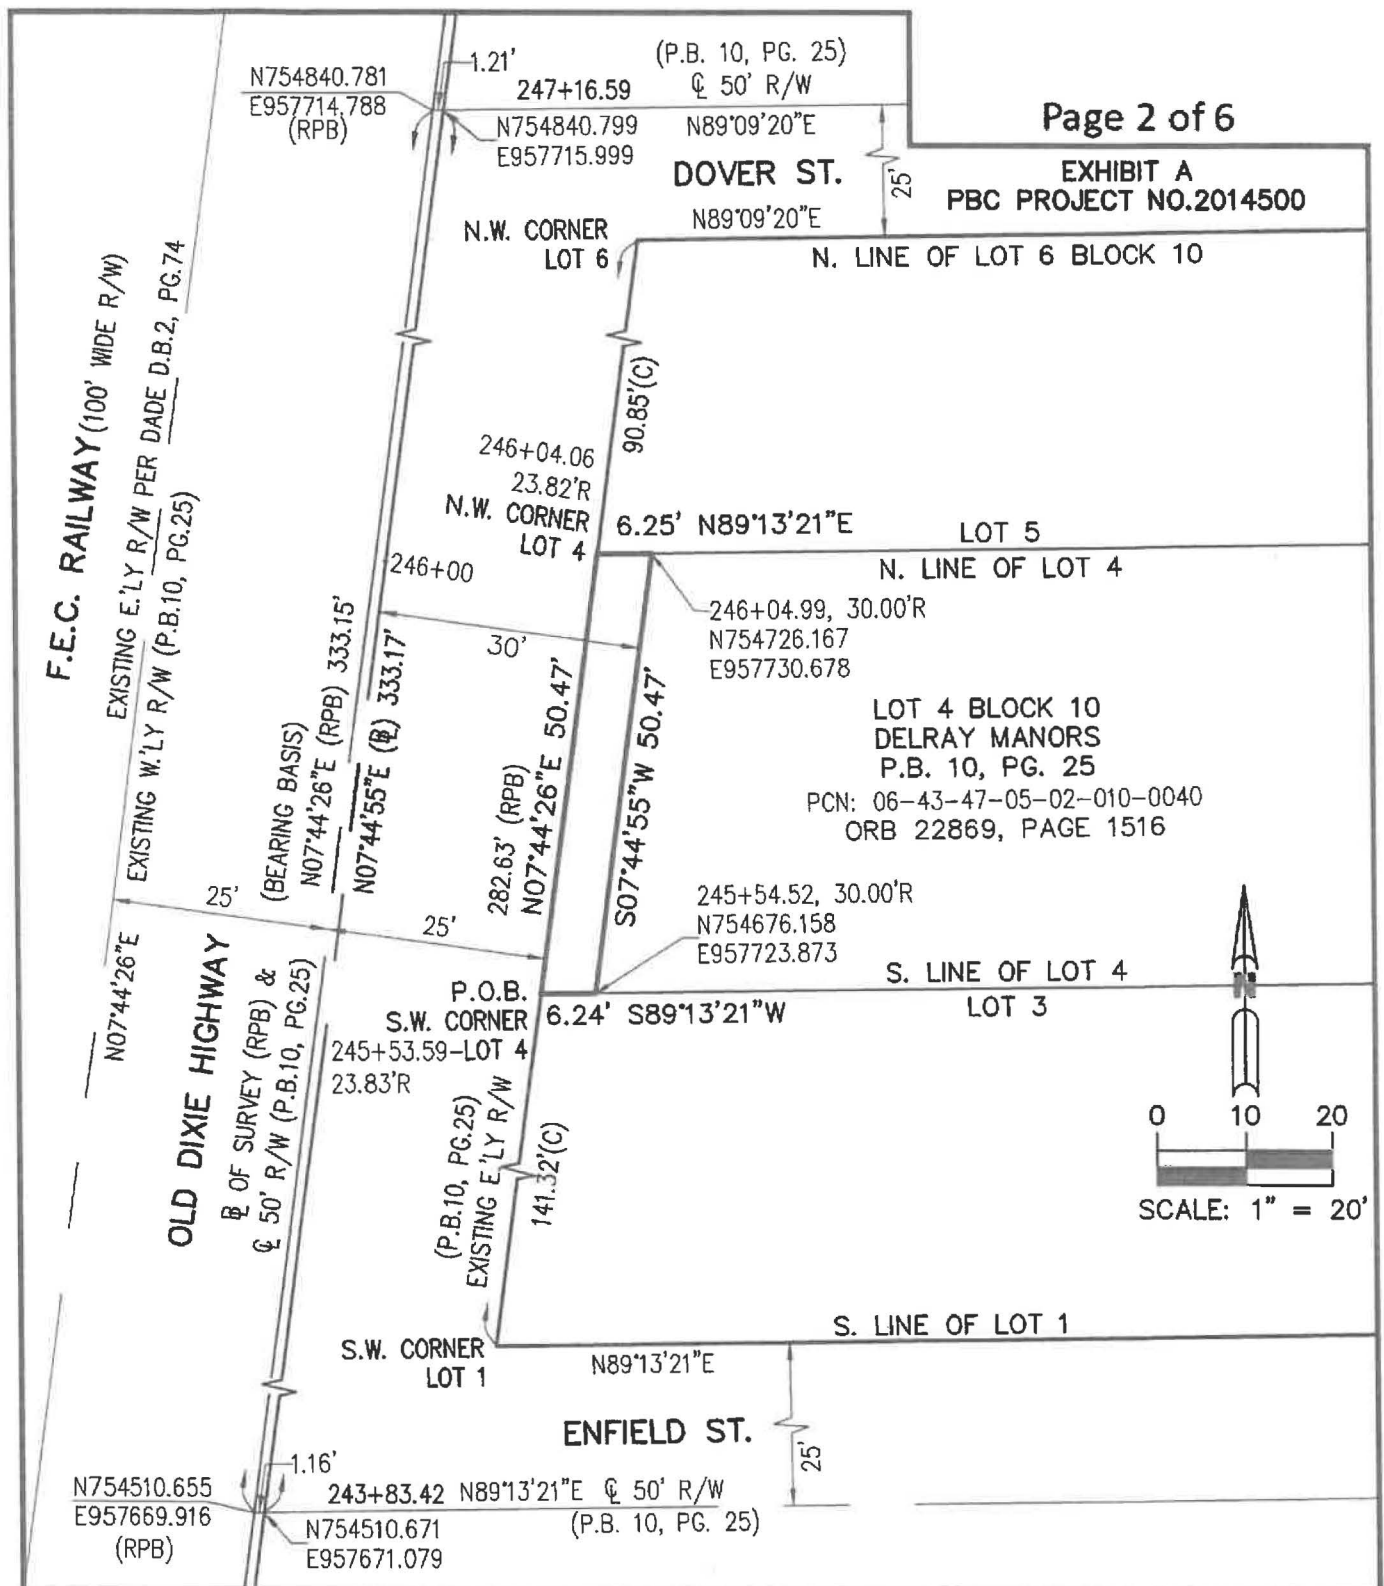 N754840.781
E957714.788
(RPB)
1.21'
247+16.59
(P.B. 10, PG. 25)
℄ 50' R/W
N754840.799
E957715.999
N89°09'20"E
DOVER ST.
25'
Page 2 of 6
EXHIBIT A
PBC PROJECT NO.2014500
N89°09'20"E
N.W. CORNER
LOT 6
N. LINE OF LOT 6 BLOCK 10
F.E.C. RAILWAY (100' WIDE R/W)
EXISTING E.'LY R/W PER DADE D.B.2, PG.74
EXISTING W.'LY R/W (P.B.10, PG.25)
90.85'(C)
246+04.06
23.82'R
N.W. CORNER
LOT 4
6.25' N89°13'21"E
LOT 5
N. LINE OF LOT 4
246+00
30'
246+04.99, 30.00'R
N754726.167
E957730.678
(BEARING BASIS)
N07°44'26"E (RPB) 333.15'
N07°44'55"E (BL) 333.17'
282.63' (RPB)
N07°44'26"E 50.47'
S07°44'55"W 50.47'
LOT 4 BLOCK 10
DELRAY MANORS
P.B. 10, PG. 25
PCN: 06-43-47-05-02-010-0040
ORB 22869, PAGE 1516
25'
25'
N07°44'26"E
245+54.52, 30.00'R
N754676.158
E957723.873
S. LINE OF LOT 4
LOT 3
P.O.B.
S.W. CORNER
245+53.59-LOT 4
23.83'R
6.24' S89°13'21"W
OLD DIXIE HIGHWAY
BL OF SURVEY (RPB) &
℄ 50' R/W (P.B.10, PG.25)
(P.B.10, PG.25)
EXISTING E.'LY R/W
141.32'(C)
N
0 10 20
SCALE: 1" = 20'
S. LINE OF LOT 1
S.W. CORNER
LOT 1
N89°13'21"E
ENFIELD ST.
25'
1.16'
N754510.655
E957669.916
(RPB)
243+83.42 N89°13'21"E ℄ 50' R/W
(P.B. 10, PG. 25)
N754510.671
E957671.079